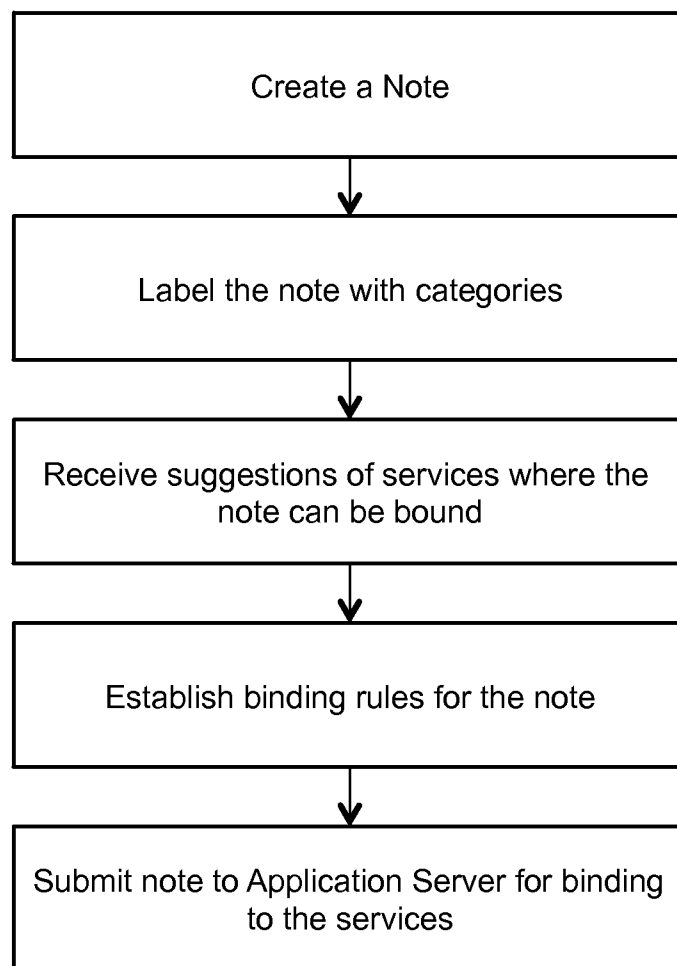 Create a Note
Label the note with categories
Receive suggestions of services where the
note can be bound
Establish binding rules for the note
Submit note to Application Server for binding
to the services